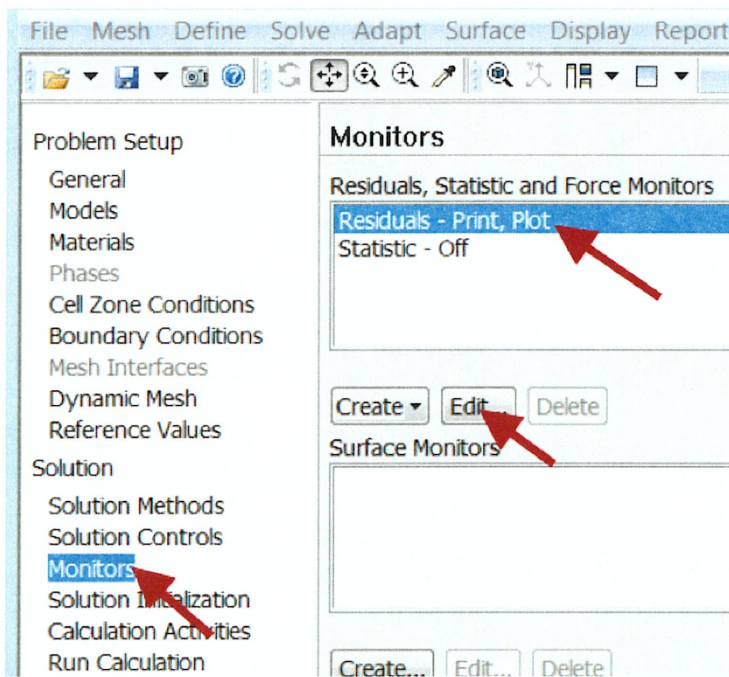 File Mesh Define Solve Adapt Surface Display Report
Problem Setup
General
Models
Materials
Phases
Cell Zone Conditions
Boundary Conditions
Mesh Interfaces
Dynamic Mesh
Reference Values
Solution
Solution Methods
Solution Controls
Monitors
Solution Initialization
Calculation Activities
Run Calculation
Monitors
Residuals, Statistic and Force Monitors
Residuals - Print, Plot
Statistic - Off
Create Edit... Delete
Surface Monitors
Create... Edit... Delete